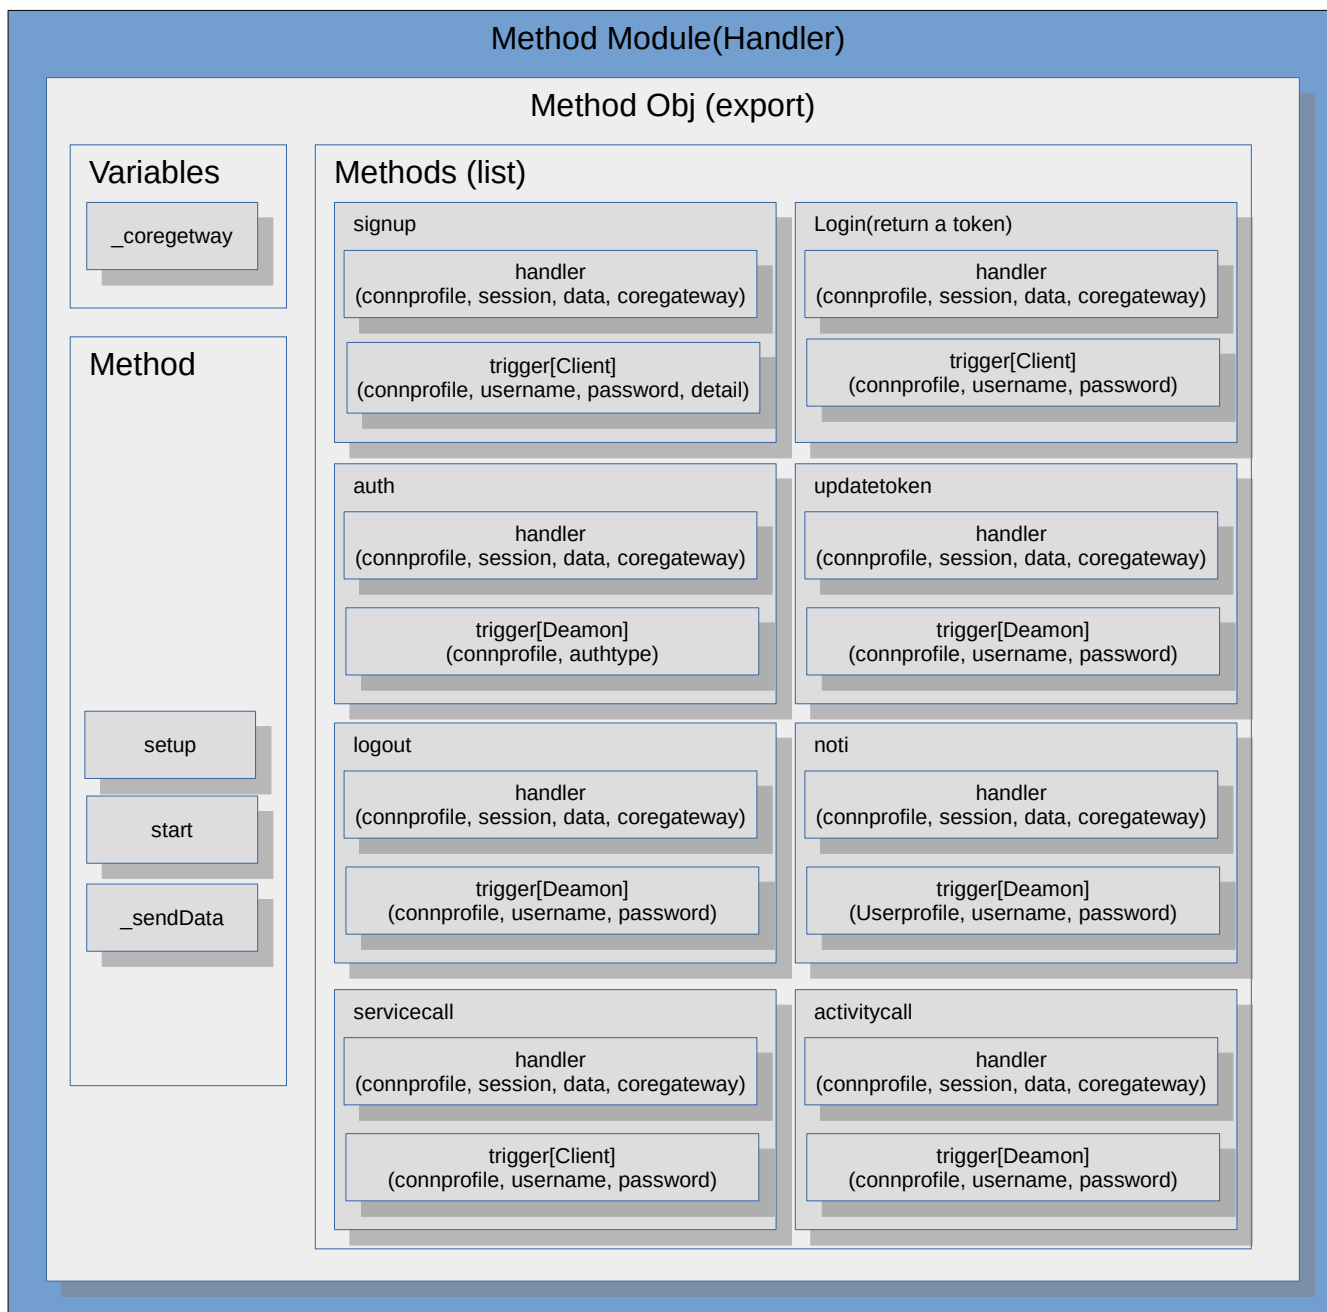 Method Module(Handler)
Method Obj (export)
Variables
_coregetway
Method
setup
start
_sendData
Methods (list)
signup
handler
(connprofile, session, data, coregateway)
trigger[Client]
(connprofile, username, password, detail)
Login(return a token)
handler
(connprofile, session, data, coregateway)
trigger[Client]
(connprofile, username, password)
auth
handler
(connprofile, session, data, coregateway)
trigger[Deamon]
(connprofile, authtype)
updatetoken
handler
(connprofile, session, data, coregateway)
trigger[Deamon]
(connprofile, username, password)
logout
handler
(connprofile, session, data, coregateway)
trigger[Deamon]
(connprofile, username, password)
noti
handler
(connprofile, session, data, coregateway)
trigger[Deamon]
(Userprofile, username, password)
servicecall
handler
(connprofile, session, data, coregateway)
trigger[Client]
(connprofile, username, password)
activitycall
handler
(connprofile, session, data, coregateway)
trigger[Deamon]
(connprofile, username, password)